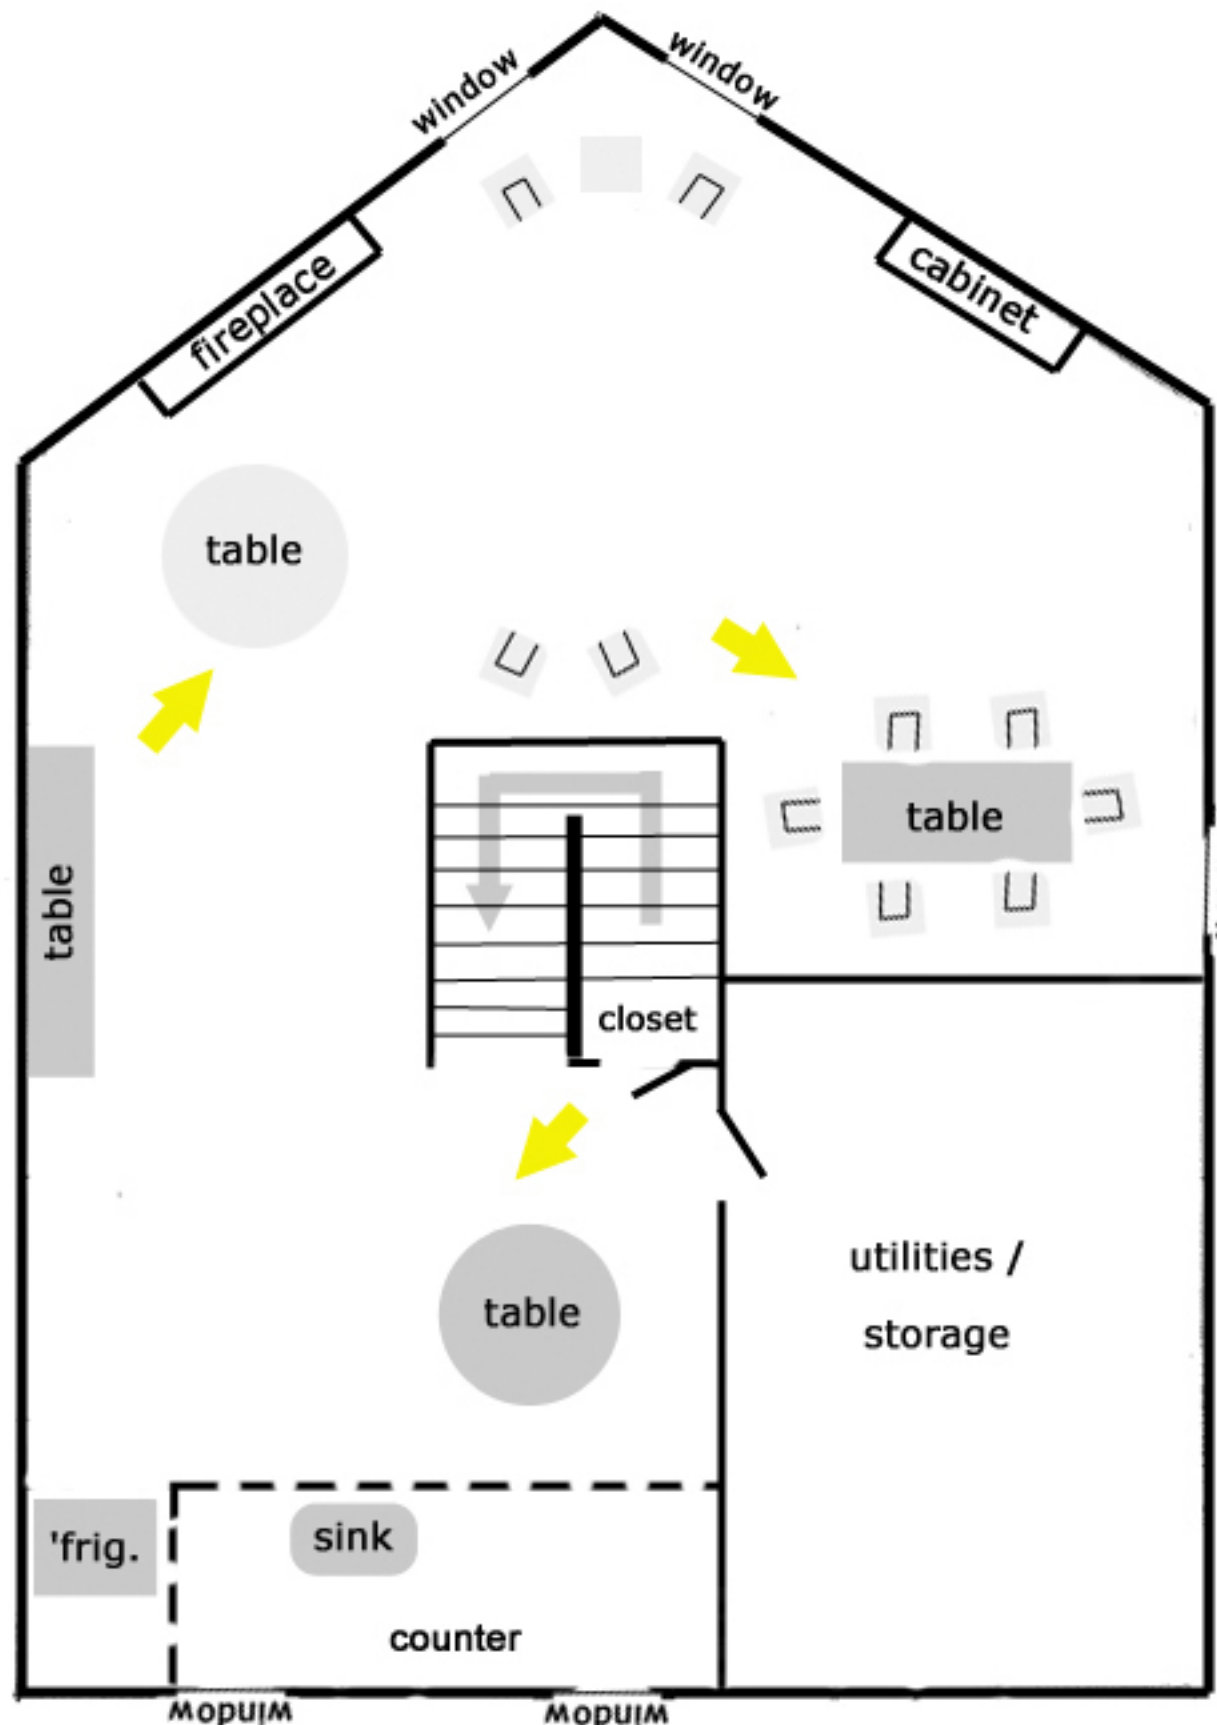 window
window
fireplace
cabinet
table
table
table
closet
utilities /
storage
table
'frig.
sink
counter
window
window